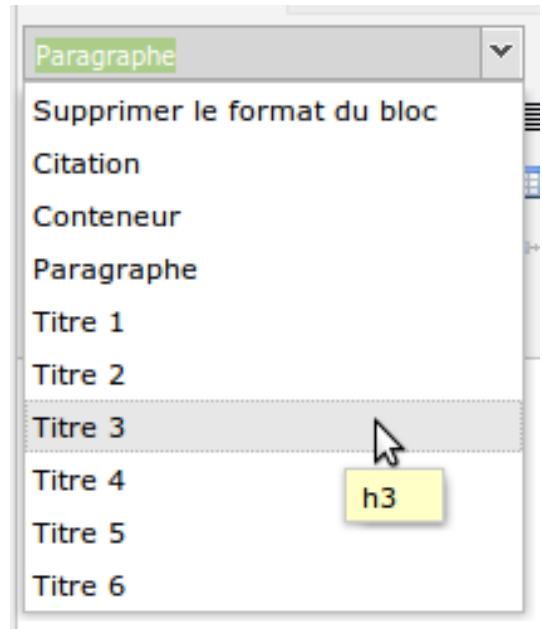 Paragraphe
Supprimer le format du bloc
Citation
Conteneur
Paragraphe
Titre 1
Titre 2
Titre 3
Titre 4
h3
Titre 5
Titre 6